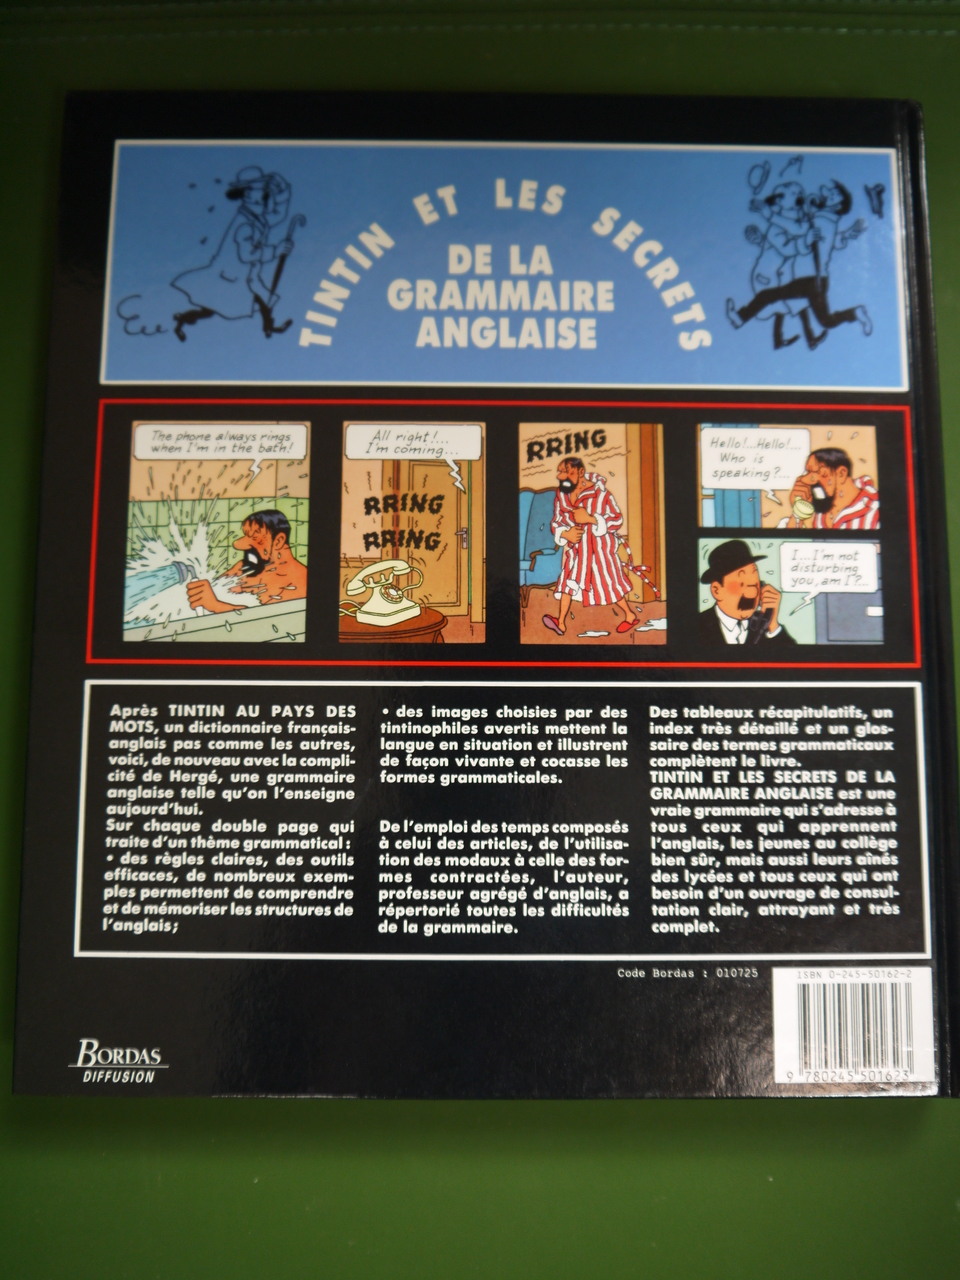 TINTIN ET LES SECRETS
DE LA
GRAMMAIRE
ANGLAISE
The phone always rings
when I'm in the bath!
All right!...
I'm coming...
RRING
RRING
RRING
Hello!...Hello!...
Who is
speaking?...
I...I'm not
disturbing
you, am I?...
Après TINTIN AU PAYS DES
MOTS, un dictionnaire français-
anglais pas comme les autres,
voici, de nouveau avec la compli-
cité de Hergé, une grammaire
anglaise telle qu'on l'enseigne
aujourd'hui.
Sur chaque double page qui
traite d'un thème grammatical :
• des règles claires, des outils
efficaces, de nombreux exem-
ples permettent de comprendre
et de mémoriser les structures de
l'anglais;
• des images choisies par des
tintinophiles avertis mettent la
langue en situation et illustrent
de façon vivante et cocasse les
formes grammaticales.
De l'emploi des temps composés
à celui des articles, de l'utilisa-
tion des modaux à celle des for-
mes contractées, l'auteur,
professeur agrégé d'anglais, a
répertorié toutes les difficultés
de la grammaire.
Des tableaux récapitulatifs, un
index très détaillé et un glos-
saire des termes grammaticaux
complètent le livre.
TINTIN ET LES SECRETS DE LA
GRAMMAIRE ANGLAISE est une
vraie grammaire qui s'adresse à
tous ceux qui apprennent
l'anglais, les jeunes au collège
bien sûr, mais aussi leurs aînés
des lycées et tous ceux qui ont
besoin d'un ouvrage de consul-
tation clair, attrayant et très
complet.
Code Bordas : 010725
ISBN 0-245-50162-2
9 780245 501623
BORDAS
DIFFUSION